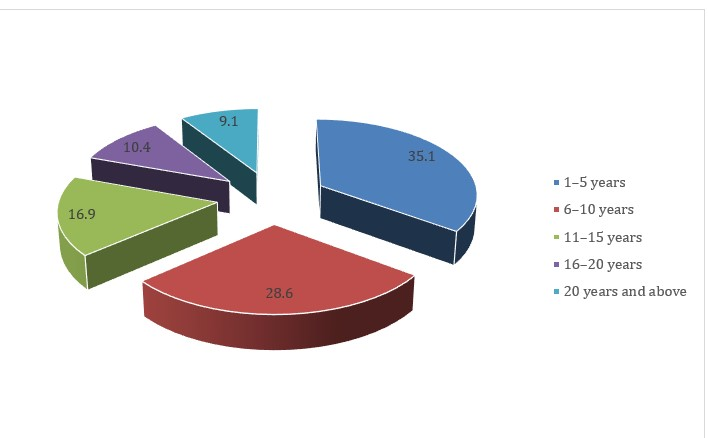 9.1
10.4
35.1
16.9
28.6
1–5 years
6–10 years
11–15 years
16–20 years
20 years and above